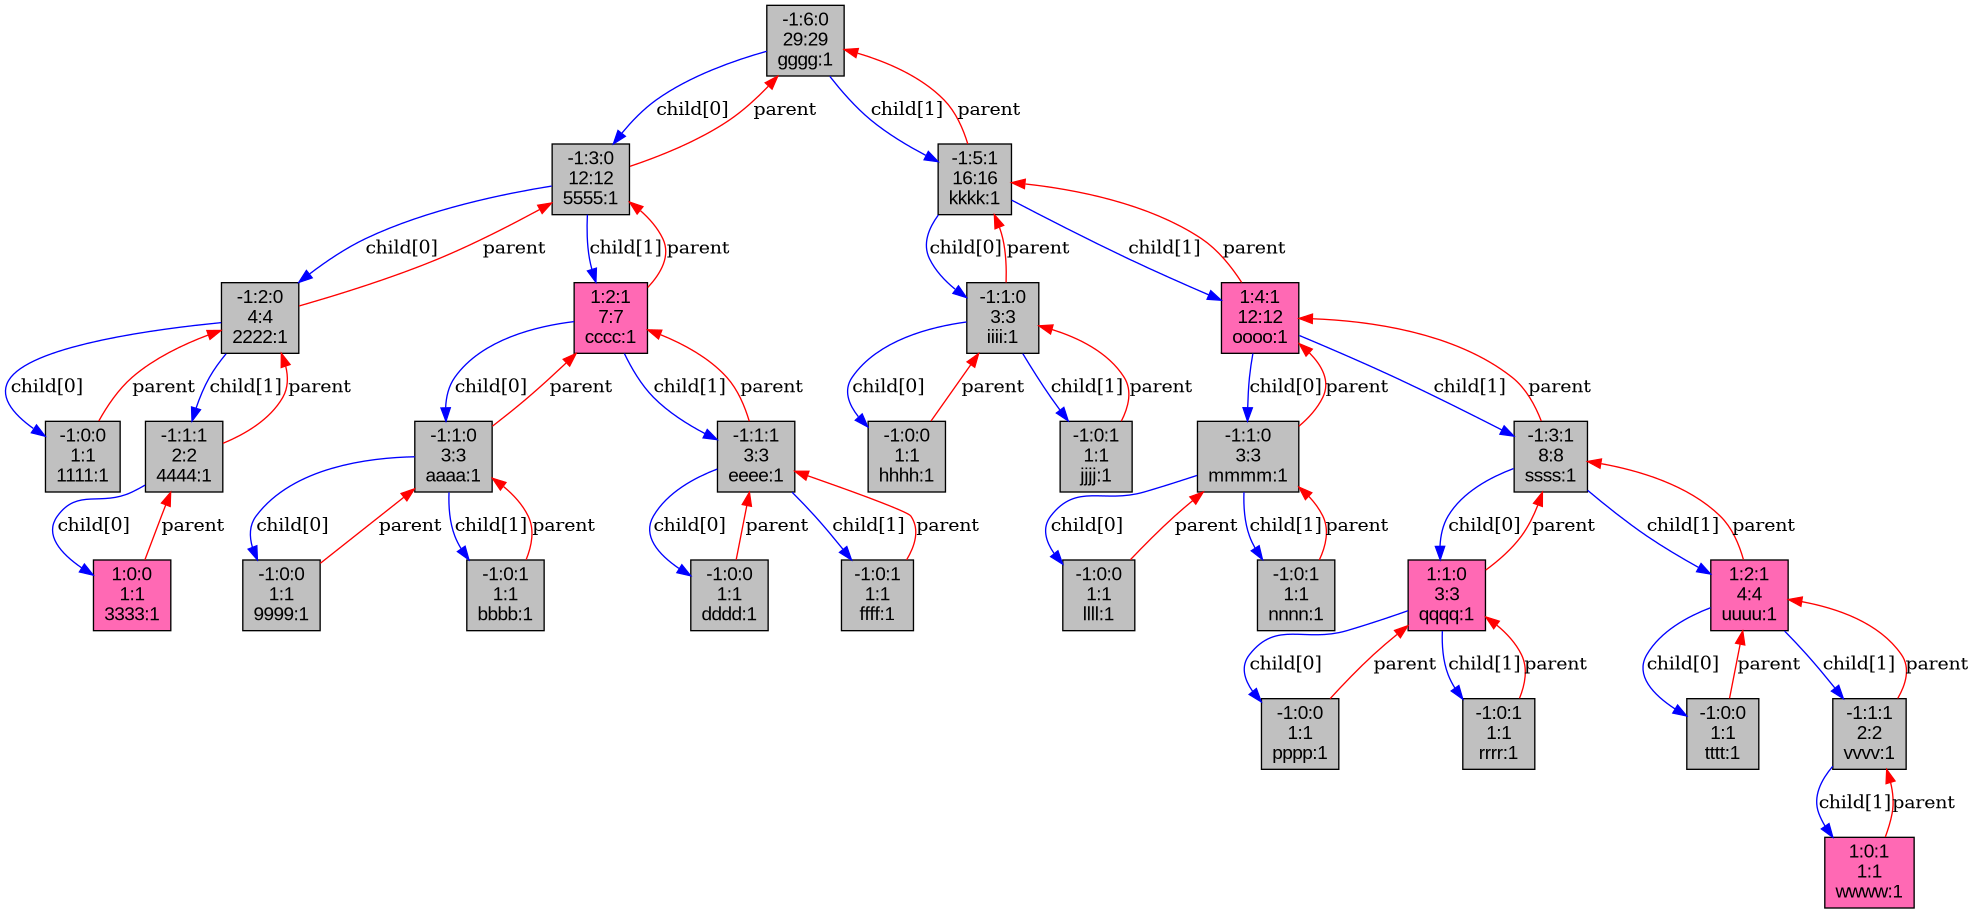 -1:6:0
29:29
gggg:1
child[0]
parent
child[1]
parent
-1:3:0
12:12
5555:1
-1:5:1
16:16
kkkk:1
child[0]
parent
child[1]
parent
child[0]
parent
child[1]
parent
-1:2:0
4:4
2222:1
1:2:1
7:7
cccc:1
-1:1:0
3:3
iiii:1
1:4:1
12:12
oooo:1
child[0]
parent
child[1]
parent
child[0]
parent
child[1]
parent
child[0]
parent
child[1]
parent
child[0]
parent
child[1]
parent
-1:0:0
1:1
1111:1
-1:1:1
2:2
4444:1
-1:1:0
3:3
aaaa:1
-1:1:1
3:3
eeee:1
-1:0:0
1:1
hhhh:1
-1:0:1
1:1
jjjj:1
-1:1:0
3:3
mmmm:1
-1:3:1
8:8
ssss:1
child[0]
parent
child[0]
parent
child[1]
parent
child[0]
parent
child[1]
parent
child[0]
parent
child[1]
parent
child[0]
parent
child[1]
parent
1:0:0
1:1
3333:1
-1:0:0
1:1
9999:1
-1:0:1
1:1
bbbb:1
-1:0:0
1:1
dddd:1
-1:0:1
1:1
ffff:1
-1:0:0
1:1
llll:1
-1:0:1
1:1
nnnn:1
1:1:0
3:3
qqqq:1
1:2:1
4:4
uuuu:1
child[0]
parent
child[1]
parent
child[0]
parent
child[1]
parent
-1:0:0
1:1
pppp:1
-1:0:1
1:1
rrrr:1
-1:0:0
1:1
tttt:1
-1:1:1
2:2
vvvv:1
child[1]
parent
1:0:1
1:1
wwww:1